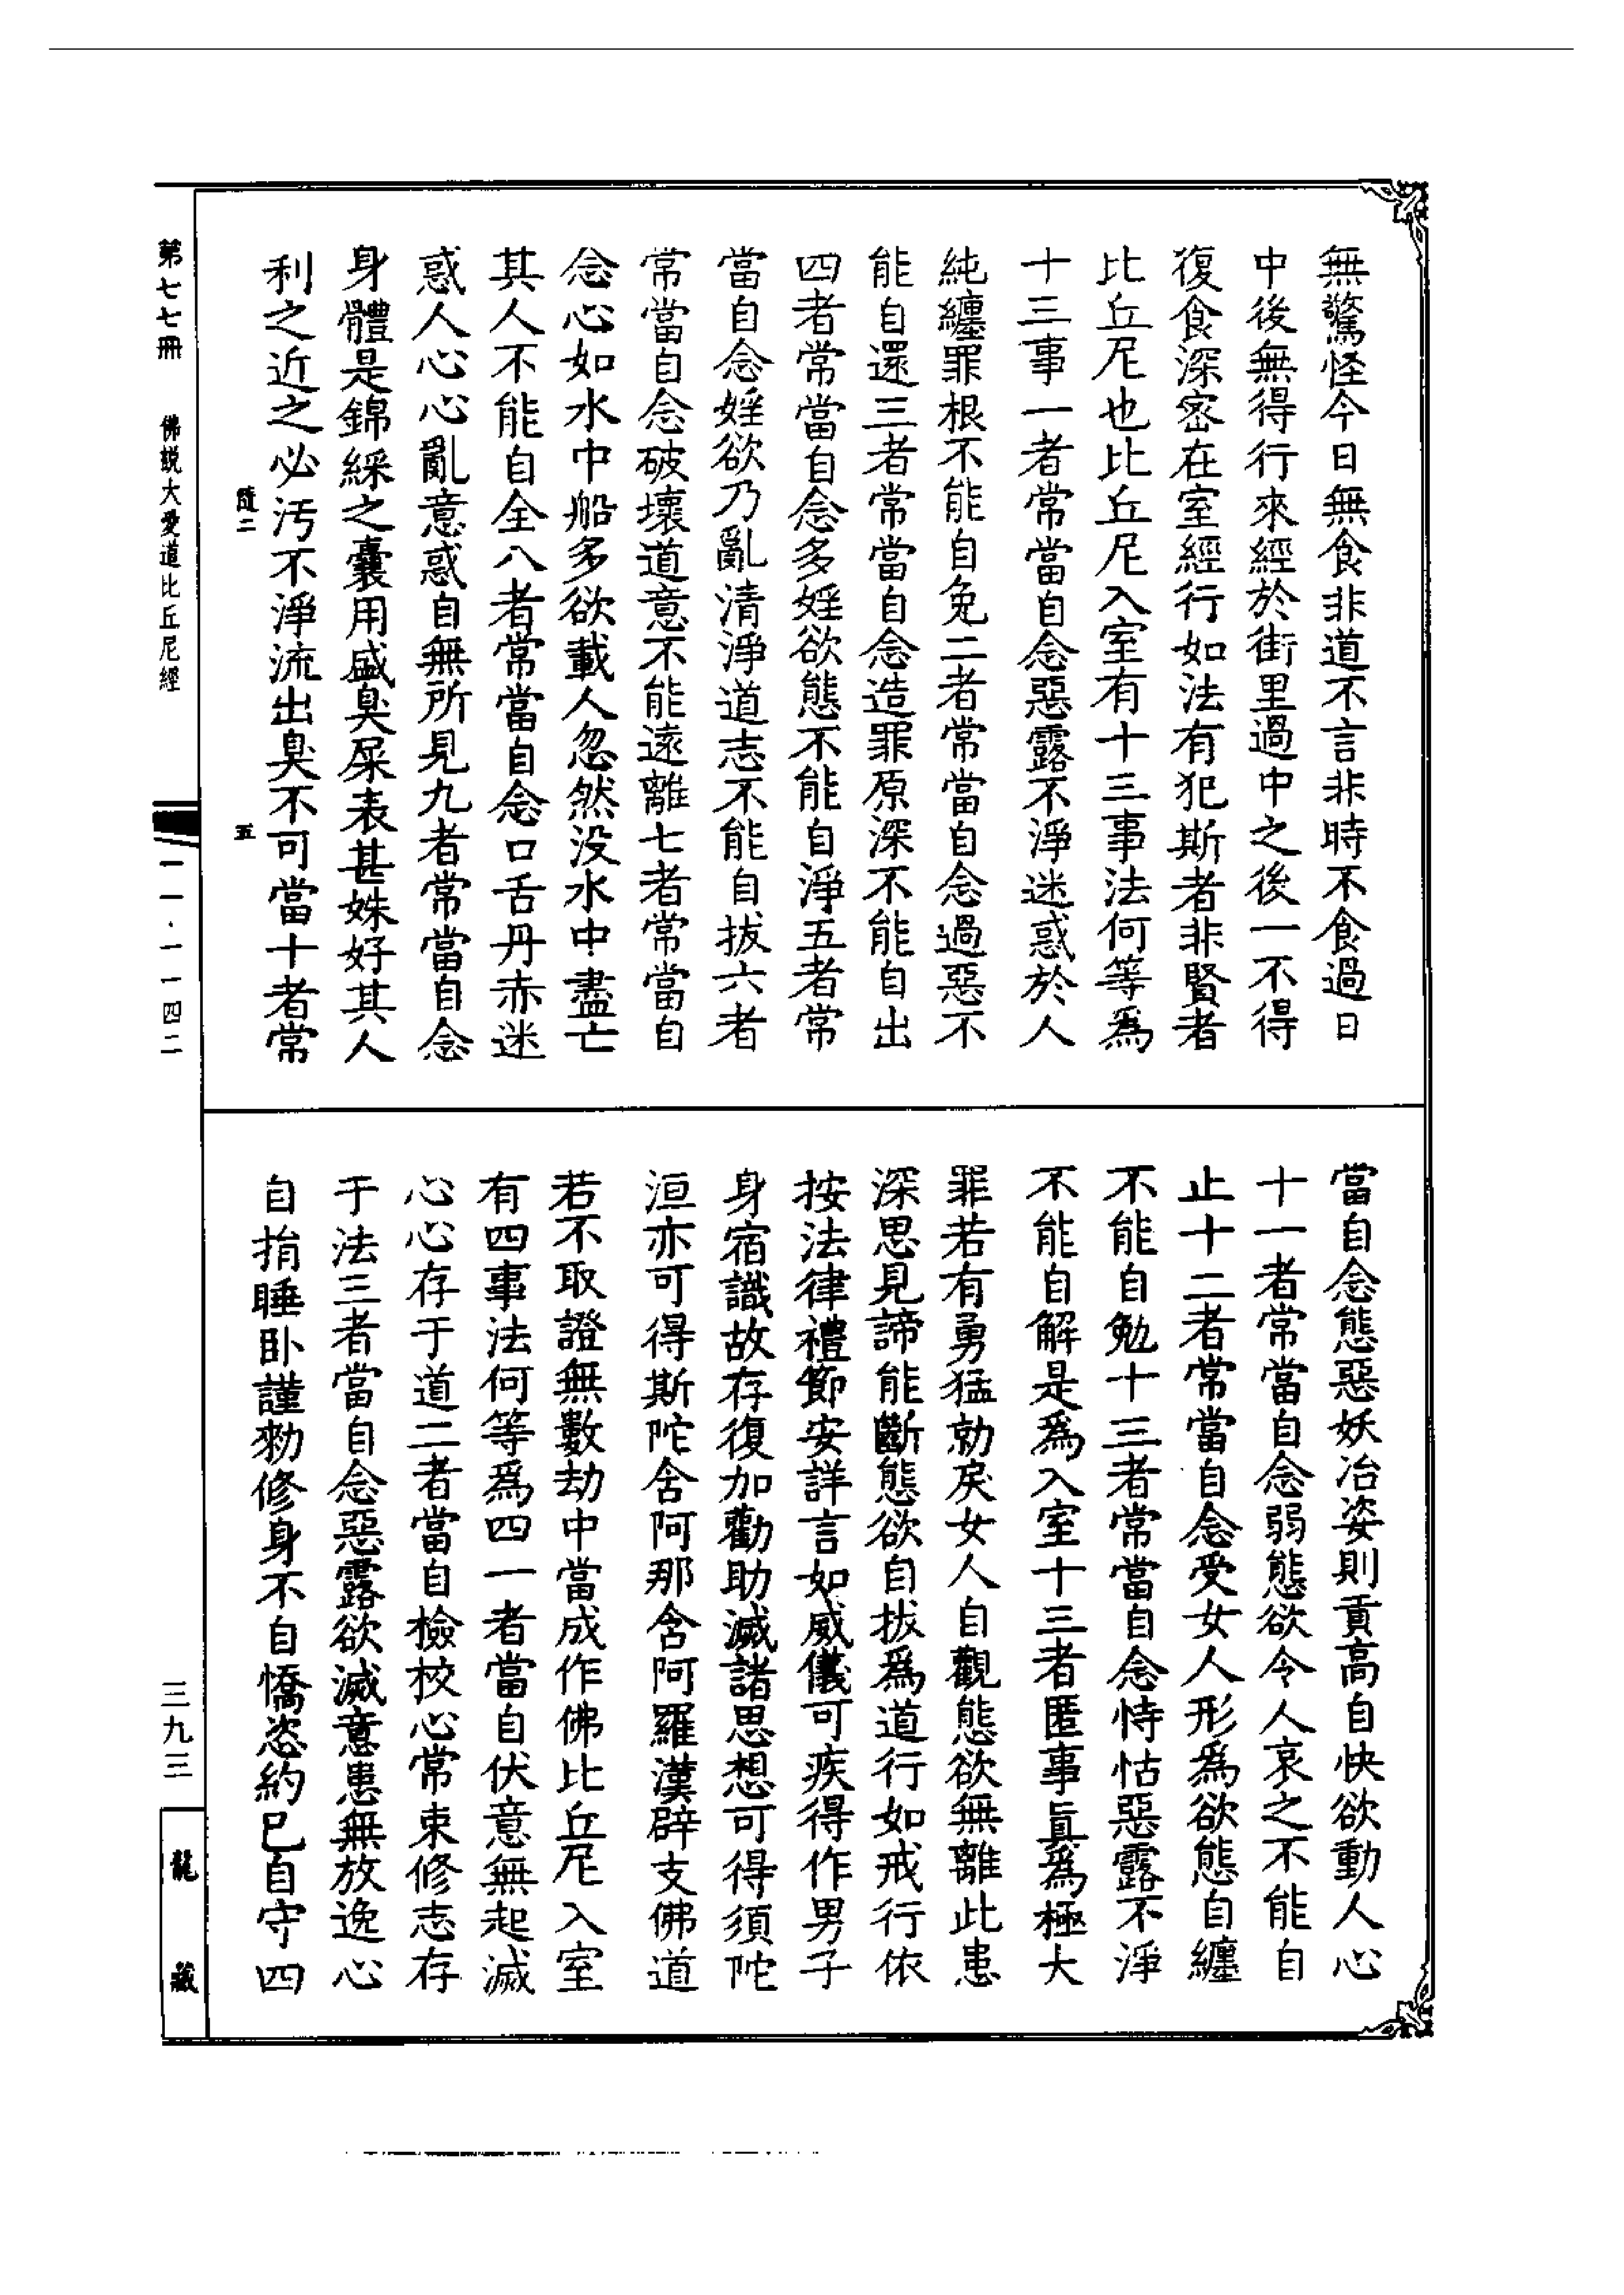 無驚怪今日無食非道不言非時不食過日
中後無得行來經於街里過中之後一不得
復食深密在室經行如法有犯斯者非賢者
比丘尼也比丘尼入室有十三事法何等為
十三事一者常當自念惡露不淨迷惑於人
純纏罪根不能自免二者常當自念過惡不
能自還三者常當自念造罪原深不能自出
四者常當自念多婬欲態不能自淨五者常
當自念婬欲乃亂清淨道志不能自拔六者
常當自念破壞道意不能遠離七者常當自
念心如水中船多欲載人忽然没水中盡亡
其人不能自全八者常當自念口舌丹赤迷
惑人心心亂意惑自無所見九者常當自念
身體是錦綵之囊用盛臭屎表甚姝好其人
利之近之必汚不淨流出臭不可當十者常
隨二
五
當自念態惡妖冶姿則貢高自快欲動人心
十一者常當自念弱態欲令人哀之不能自
止十二者常當自念受女人形爲欲態自纏
不能自勉十三者常當自念恃怙惡露不淨
不能自解是爲入室十三者匿事眞爲極大
罪若有勇猛勍戾女人自觀態欲無離此患
深思見諦能斷態欲自拔爲道行如戒行依
按法律禮節安詳言如威儀可疾得作男子
身宿識故存復加勸助滅諸思想可得須陀
洹亦可得斯陀含阿那含阿羅漢辟支佛道
若不取證無數劫中當成作佛比丘尼入室
有四事法何等爲四一者當自伏意無起滅
心心存于道二者當自檢校心常束修志存
于法三者當自念惡露欲滅意患無放逸心
自揹睡臥謹勑修身不自憍恣約已自守四
第七七冊　佛説大愛道比丘尼經
一一·一一四二
三九三
龍藏